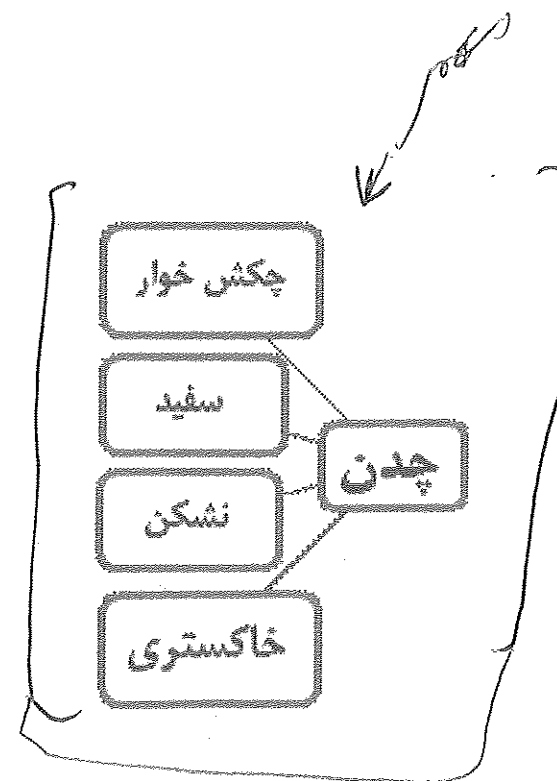 چکش خوار
سفید
چدن
نشکن
خاکستری